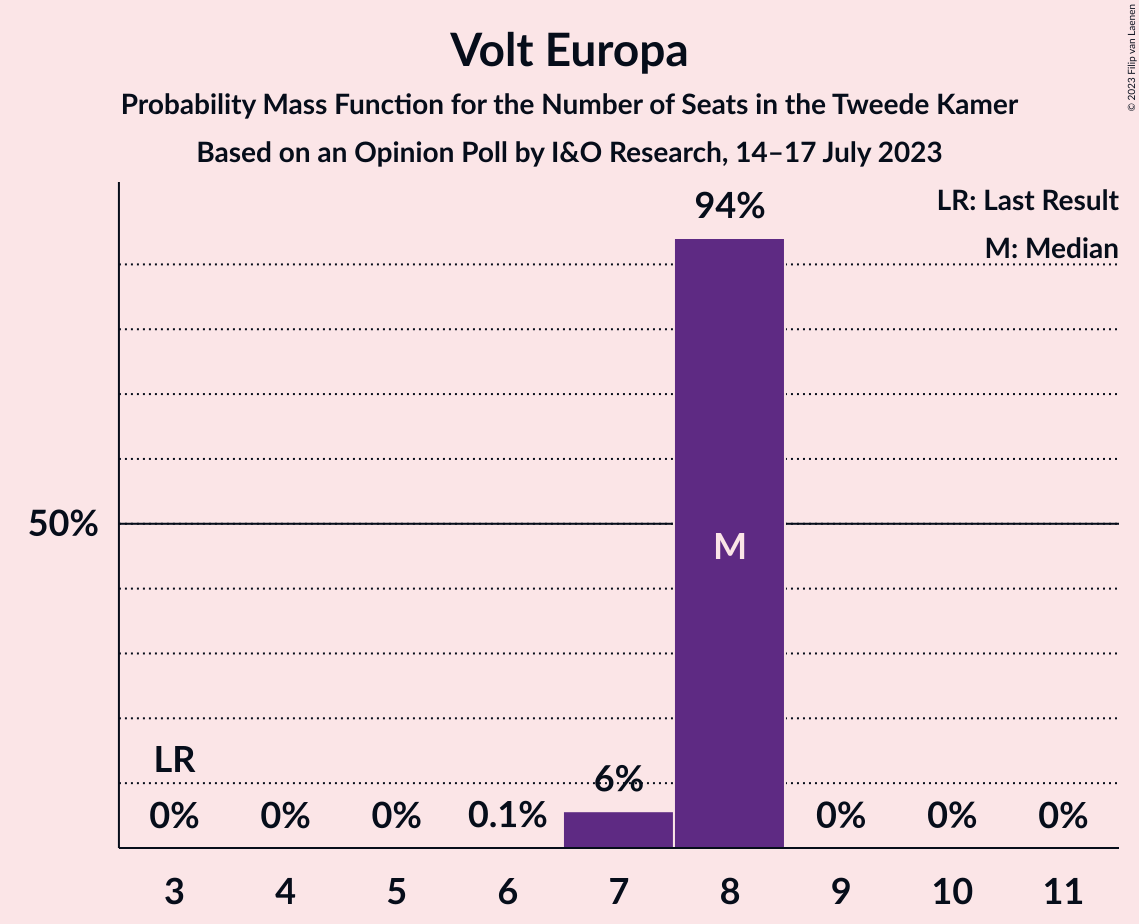 Volt Europa
Probability Mass Function for the Number of Seats in the Tweede Kamer
Based on an Opinion Poll by I&O Research, 14–17 July 2023
© 2023 Filip van Laenen
LR: Last Result
M: Median
94%
50%
M
LR
6%
0% 0% 0% 0.1% 0% 0% 0%
3 4 5 6 7 8 9 10 11